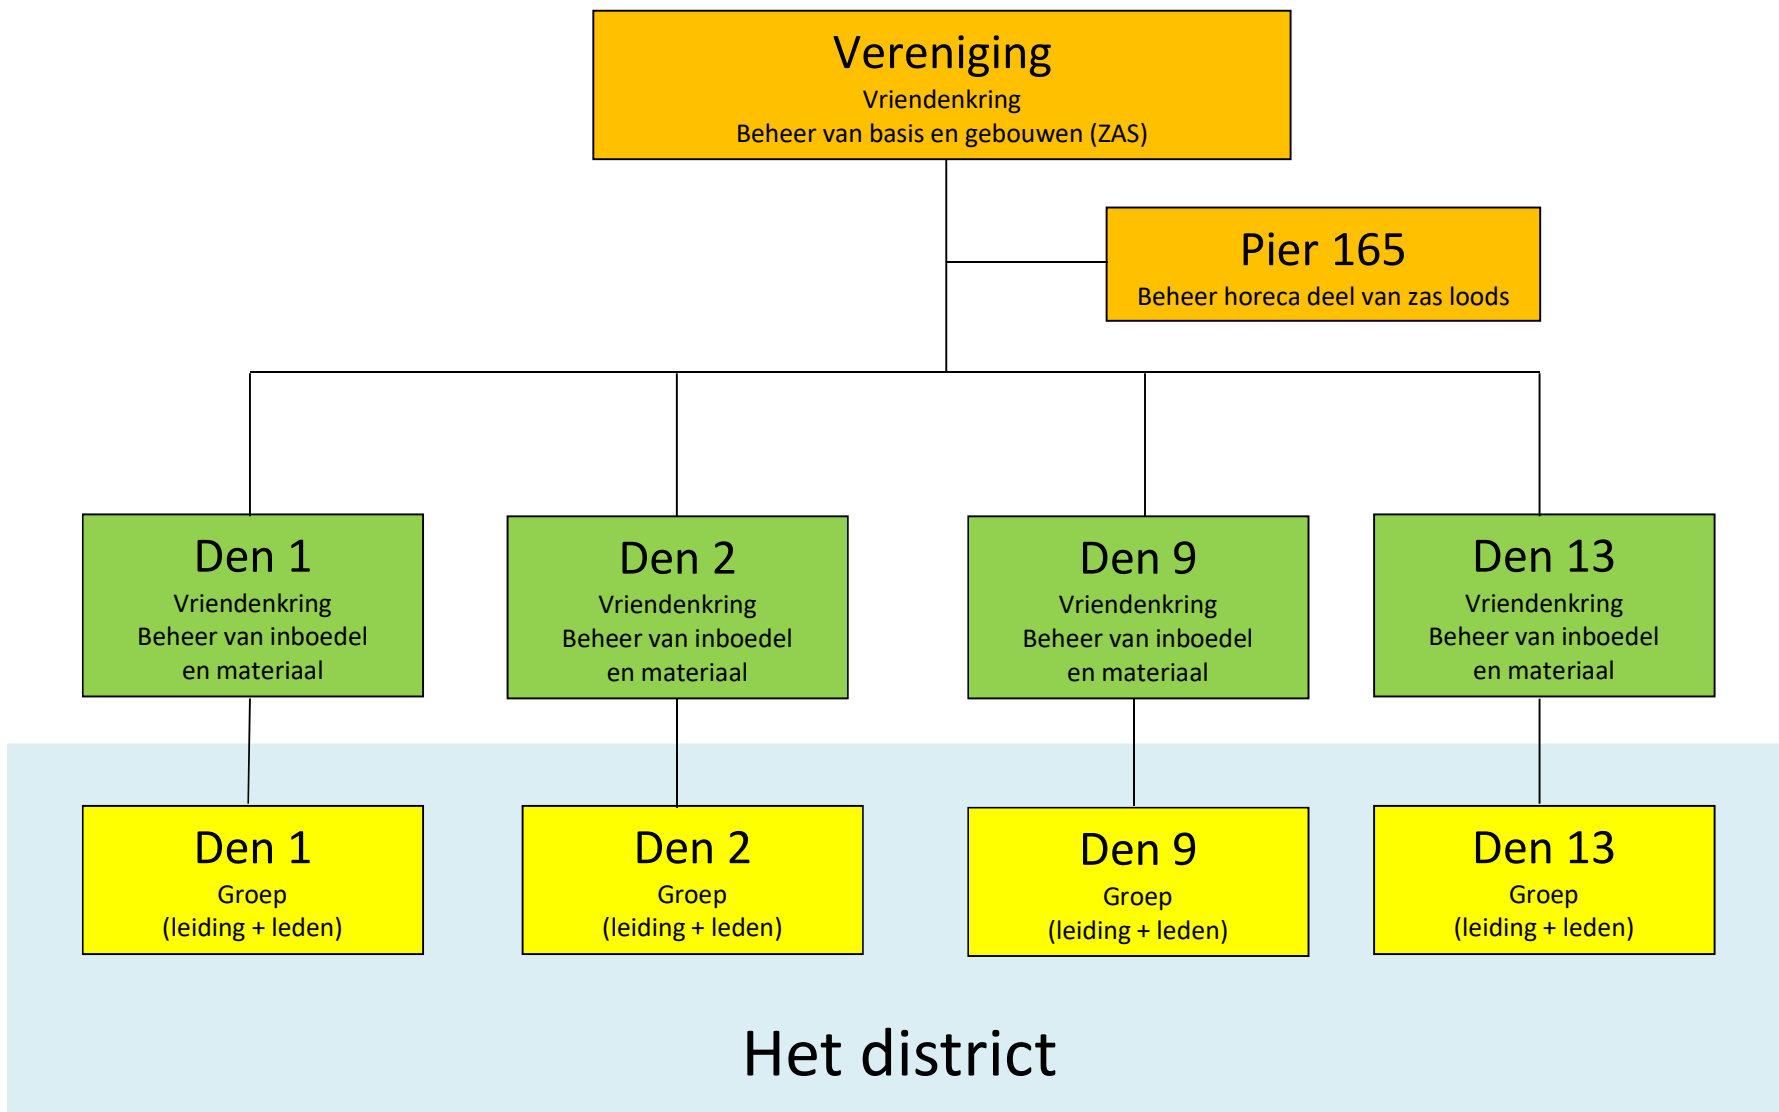 Vereniging
Vriendenkring
Beheer van basis en gebouwen (ZAS)
Pier 165
Beheer horeca deel van zas loods
Den 1
Vriendenkring
Beheer van inboedel
en materiaal
Den 2
Vriendenkring
Beheer van inboedel
en materiaal
Den 9
Vriendenkring
Beheer van inboedel
en materiaal
Den 13
Vriendenkring
Beheer van inboedel
en materiaal
Den 1
Groep
(leiding + leden)
Den 2
Groep
(leiding + leden)
Den 9
Groep
(leiding + leden)
Den 13
Groep
(leiding + leden)
Het district